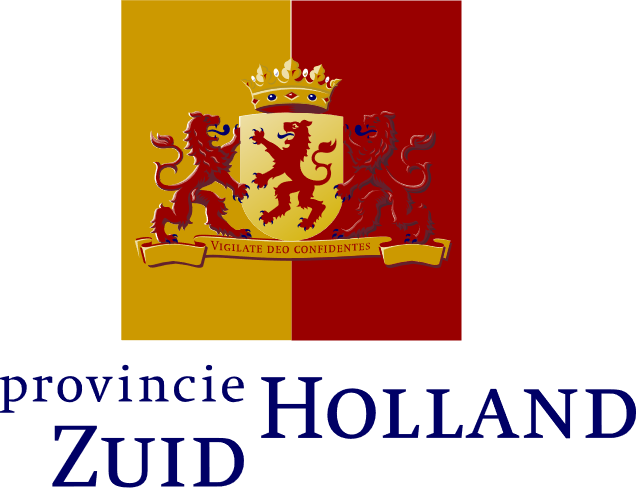 VIGILATE DEO CONFIDENTES
provincie
HOLLAND
ZUID